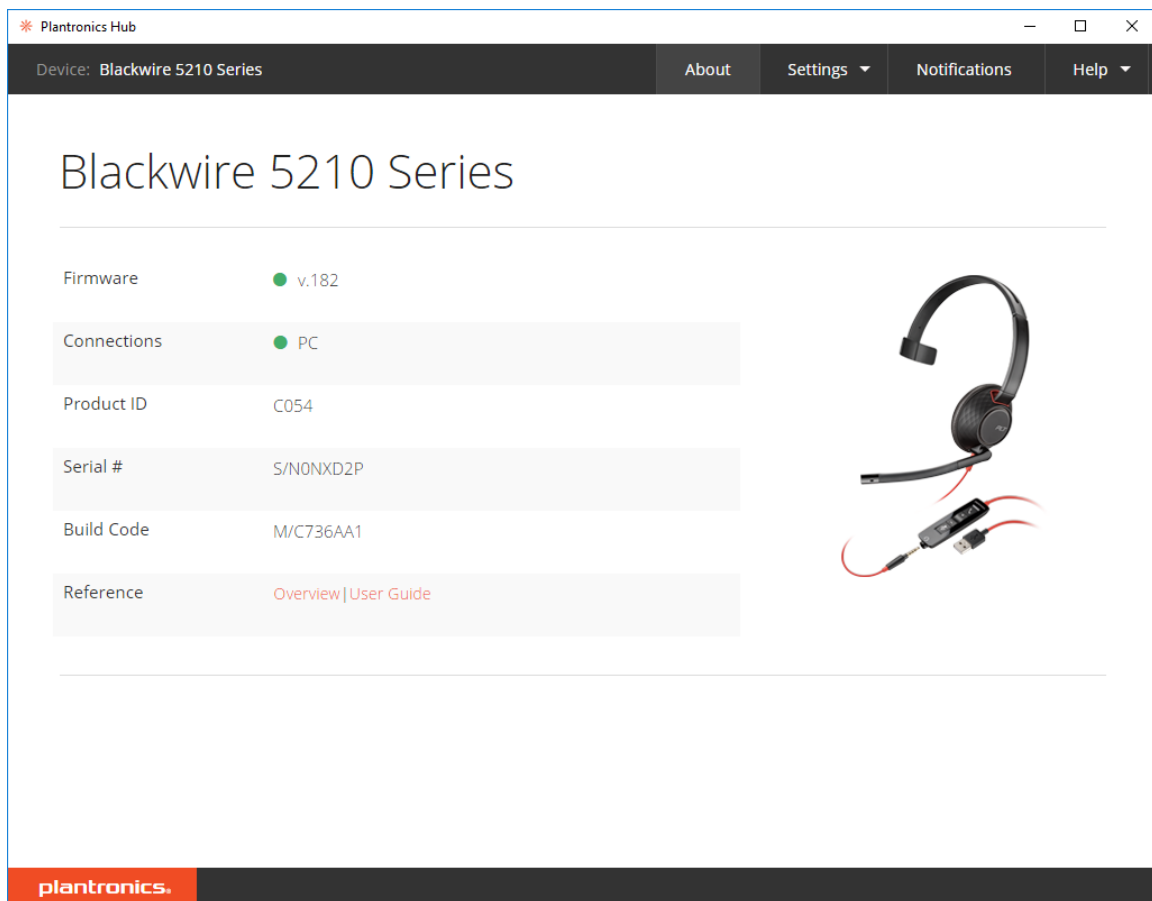 Plantronics Hub
Device: Blackwire 5210 Series About Settings Notifications Help
Blackwire 5210 Series
Firmware v.182
Connections PC
Product ID C054
Serial # S/N0NXD2P
Build Code M/C736AA1
Reference Overview|User Guide
plantronics.